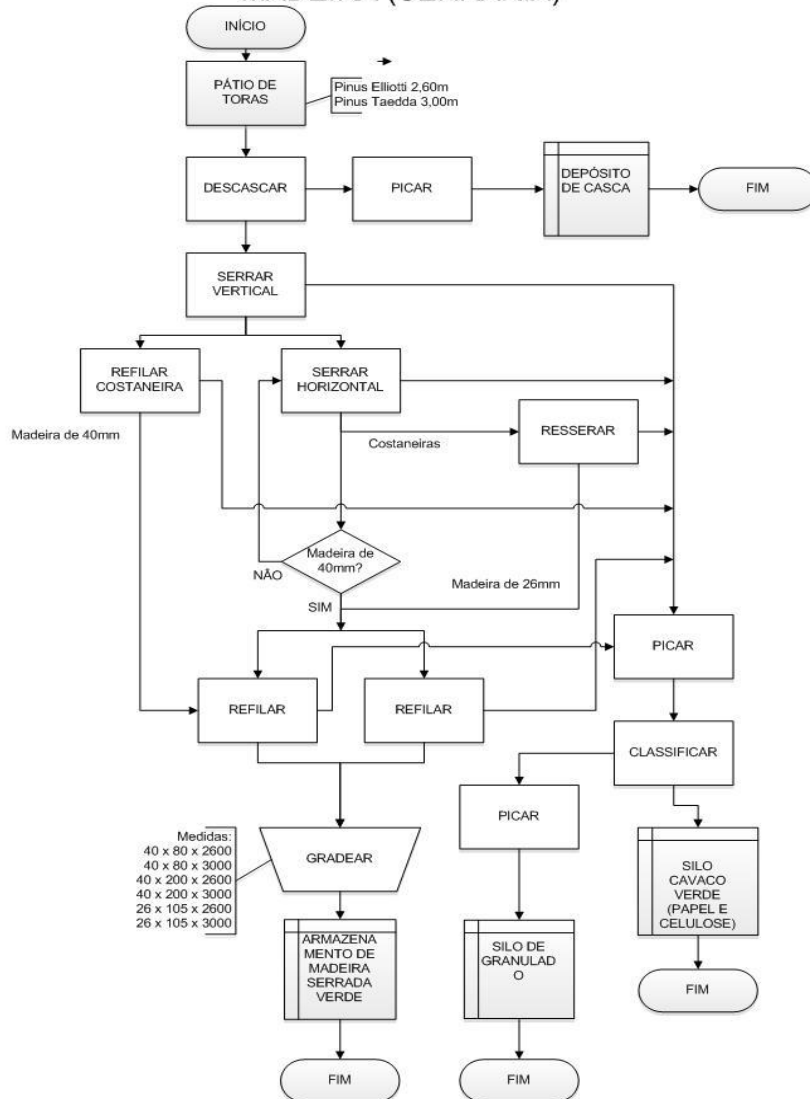 INÍCIO
PÁTIO DE
TORAS
Pinus Elliotti 2,60m
Pinus Taedda 3,00m
DESCASCAR
PICAR
DEPÓSITO
DE CASCA
FIM
SERRAR
VERTICAL
REFILAR
COSTANEIRA
SERRAR
HORIZONTAL
Madeira de 40mm
Costaneiras
RESSERAR
Madeira de
40mm?
NÃO
Madeira de 26mm
SIM
PICAR
REFILAR
REFILAR
CLASSIFICAR
PICAR
Medidas:
40 x 80 x 2600
40 x 80 x 3000
40 x 200 x 2600
40 x 200 x 3000
26 x 105 x 2600
26 x 105 x 3000
GRADEAR
SILO
CAVACO
VERDE
(PAPEL E
CELULOSE)
ARMAZENA
MENTO DE
MADEIRA
SERRADA
VERDE
SILO DE
GRANULAD
O
FIM
FIM
FIM